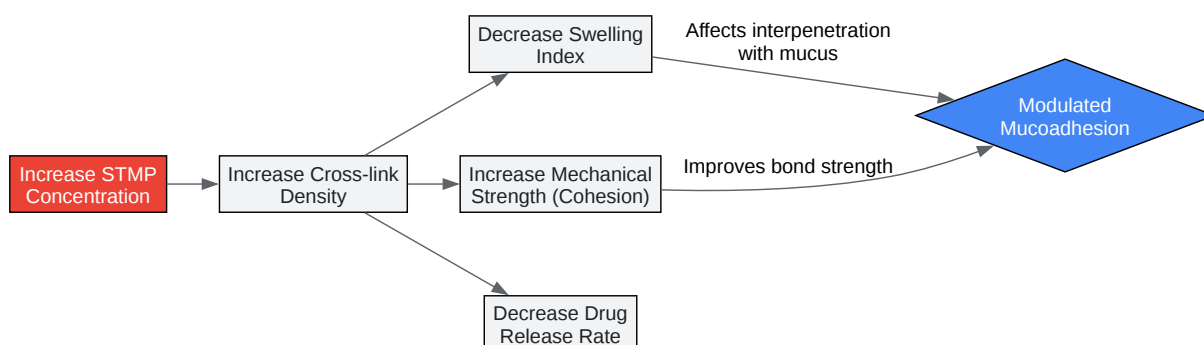 Decrease Swelling
Index
Affects interpenetration
with mucus
Modulated
Mucoadhesion
Increase STMP
Concentration
Increase Cross-link
Density
Increase Mechanical
Strength (Cohesion)
Improves bond strength
Decrease Drug
Release Rate